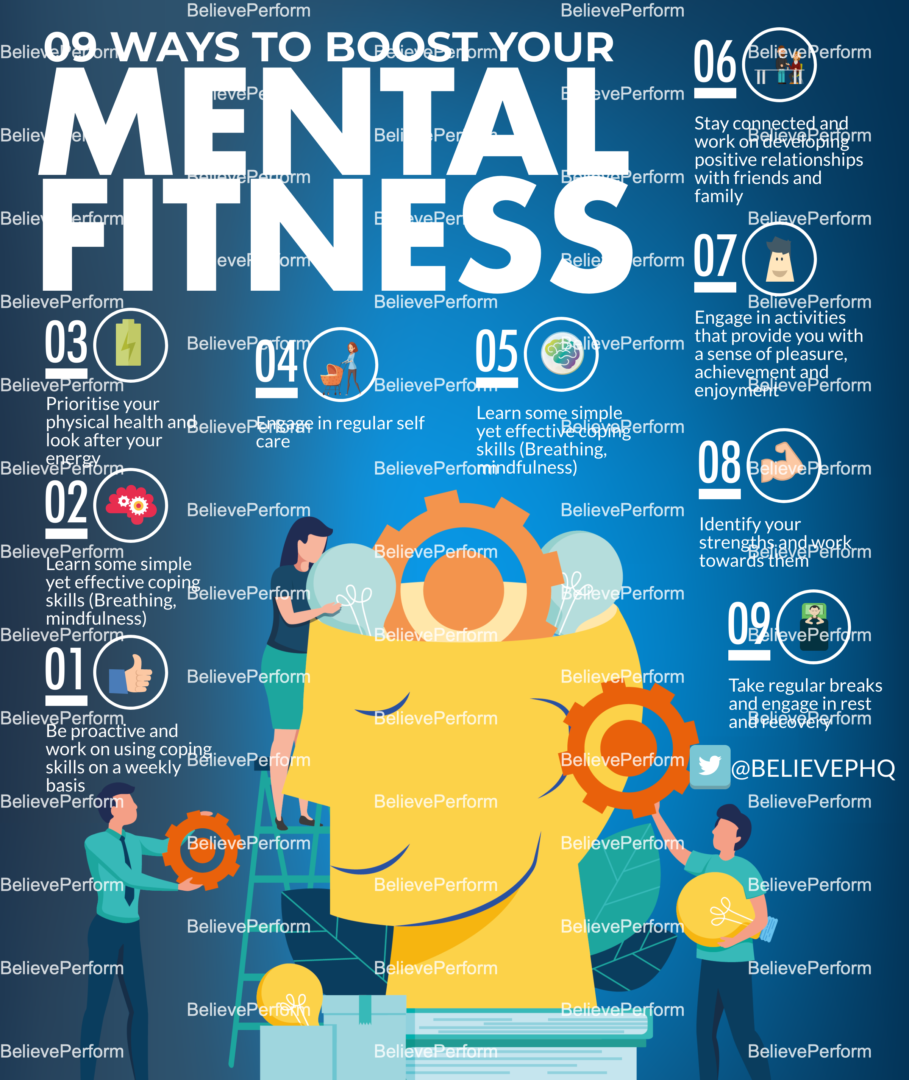 09 WAYS TO BOOST YOUR
MENTAL
FITNESS
01
Be proactive and
work on using coping
skills on a weekly
basis
02
Learn some simple
yet effective coping
skills (Breathing,
mindfulness)
03
Prioritise your
physical health and
look after your
energy
04
Engage in regular self
care
05
Learn some simple
yet effective coping
skills (Breathing,
mindfulness)
06
Stay connected and
work on developing
positive relationships
with friends and
family
07
Engage in activities
that provide you with
a sense of pleasure,
achievement and
enjoyment
08
Identify your
strengths and work
towards them
09
Take regular breaks
and engage in rest
and recovery
@BELIEVEPHQ
BelievePerform